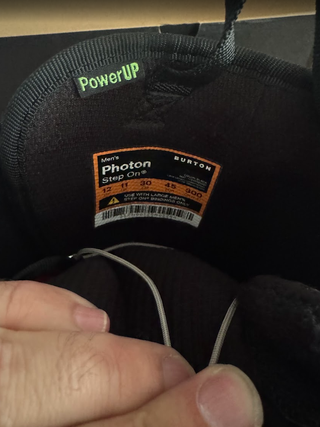 PowerUP
Men's
Photon
BURTON
Step On®
12 11 30 45 300
USE WITH LARGE MEN'S
STEP ON® BINDINGS ONLY